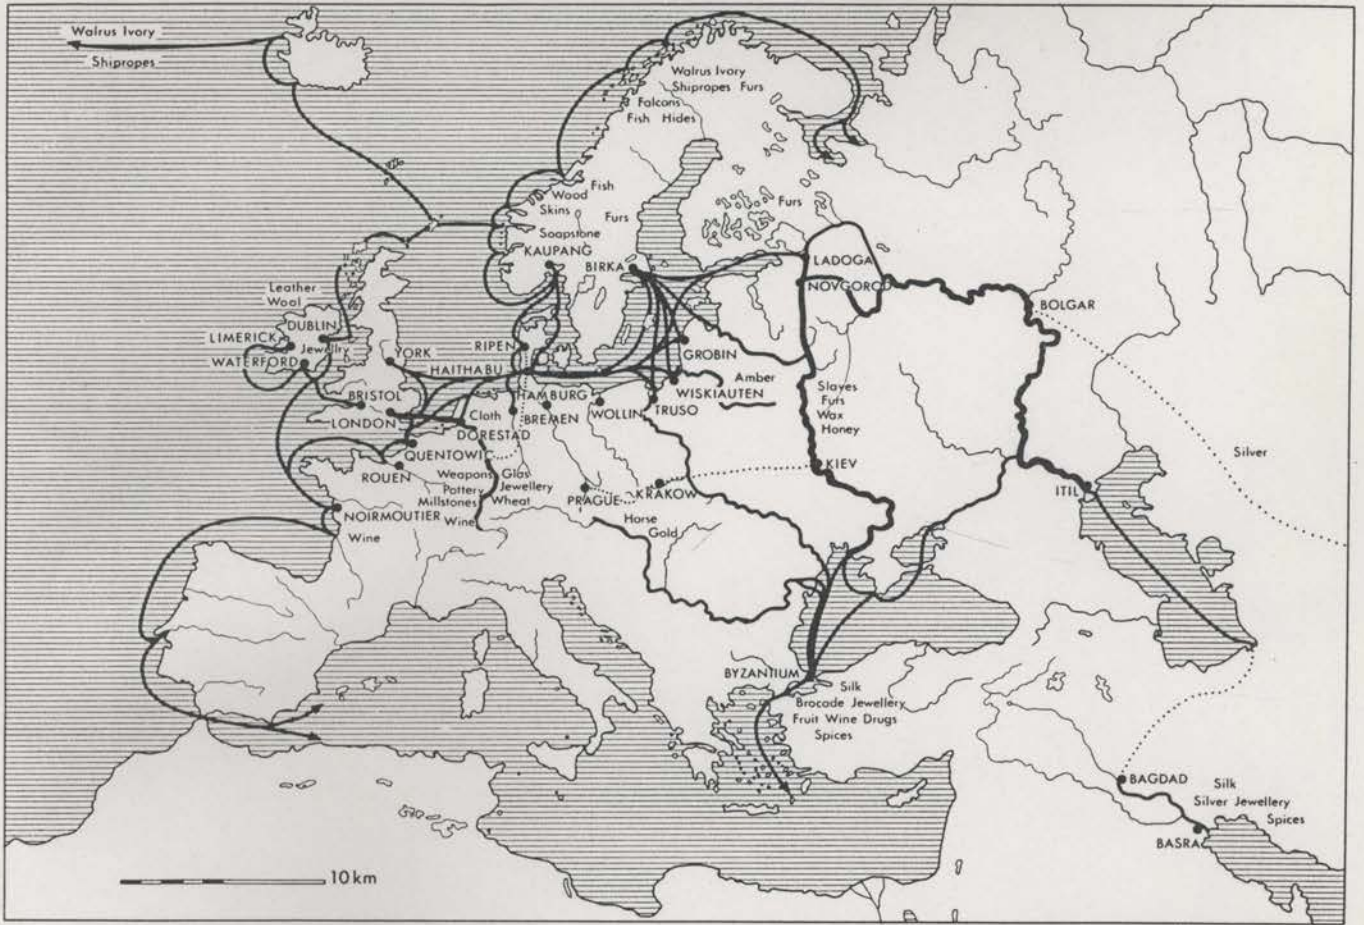 Walrus Ivory
Shipropes
Walrus Ivory
Shipropes Furs
Falcons
Fish Hides
Fish
Wood
Skins
Furs
Furs
Soapstone
KAUPANG
BIRKA
LADOGA
NOVGOROD
BOLGAR
Leather
Wool
DUBLIN
LIMERICK
Jewellry
WATERFORD
YORK
RIPEN
HAITHABU
GROBIN
Amber
WISKIAUTEN
BRISTOL
HAMBURG
WOLLIN
TRUSO
Slaves
Furs
Wax
Honey
LONDON
Cloth
BREMEN
DORESTAD
QUENTOWIC
ROUEN
Weapons Glas
Pottery Jewellery
Millstones Wheat
PRAGUE
KRAKOW
KIEV
Silver
ITIL
NOIRMOUTIER
Wine
Wine
Horse
Gold
BYZANTIUM
Silk
Brocade Jewellery
Fruit Wine Drugs
Spices
BAGDAD
Silk
Silver Jewellery
Spices
BASRA
10 km